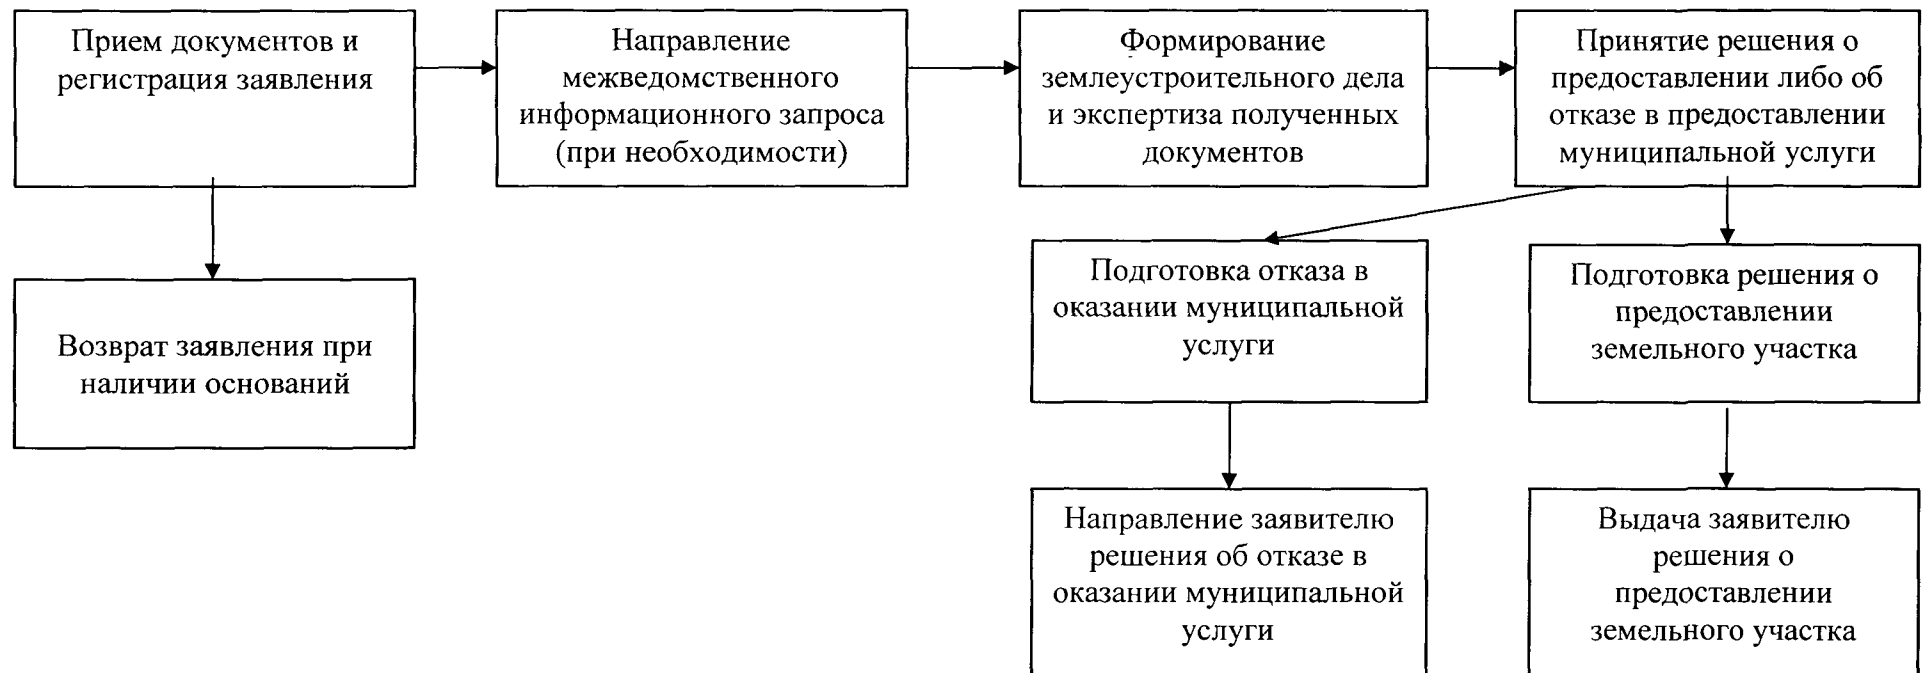 Прием документов и
регистрация заявления
Направление
межведомственного
информационного запроса
(при необходимости)
Формирование
землеустроительного дела
и экспертиза полученных
документов
Принятие решения о
предоставлении либо об
отказе в предоставлении
муниципальной услуги
Возврат заявления при
наличии оснований
Подготовка отказа в
оказании муниципальной
услуги
Подготовка решения о
предоставлении
земельного участка
Направление заявителю
решения об отказе в
оказании муниципальной
услуги
Выдача заявителю
решения о
предоставлении
земельного участка